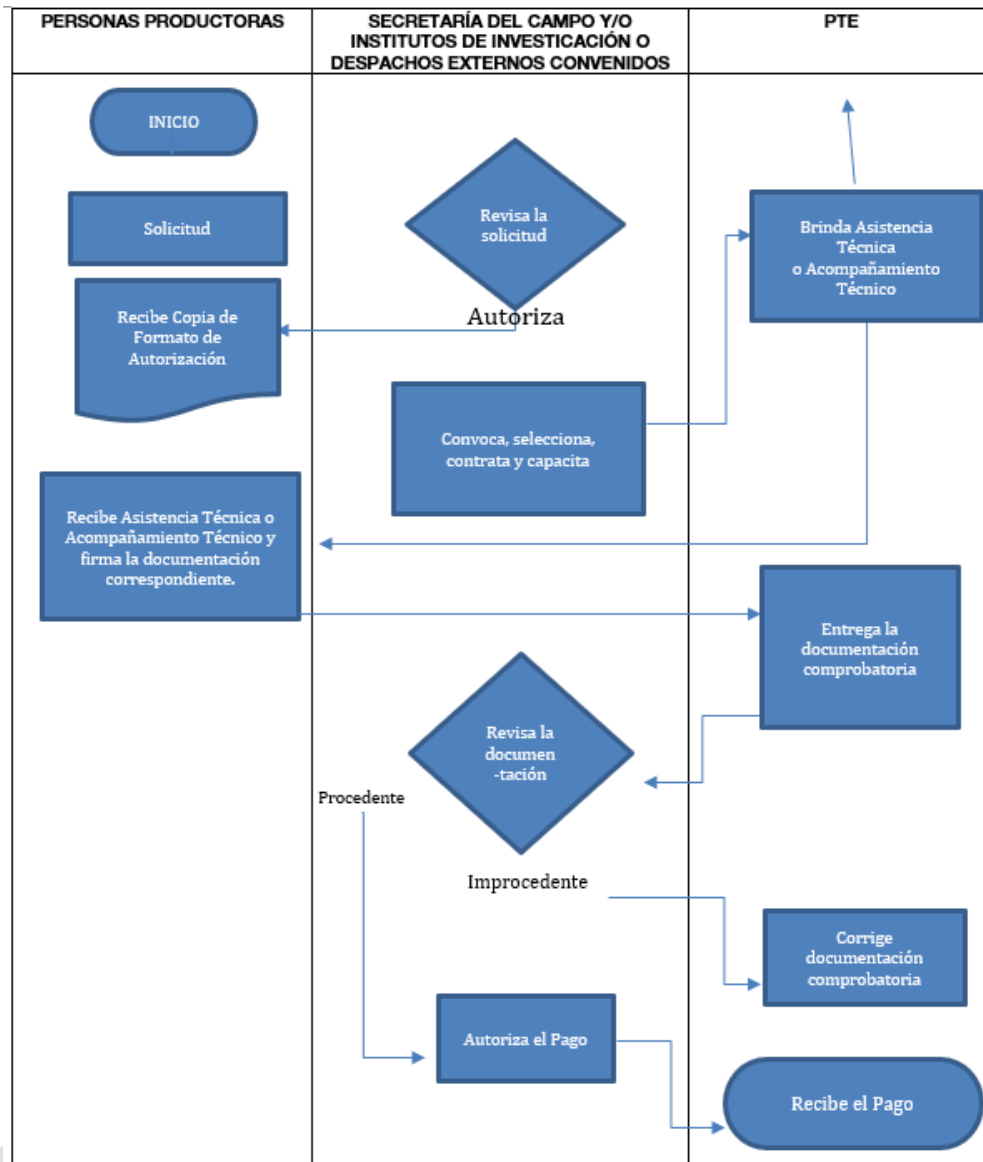 PERSONAS PRODUCTORAS
SECRETARÍA DEL CAMPO Y/O
INSTITUTOS DE INVESTICACIÓN O
DESPACHOS EXTERNOS CONVENIDOS
PTE
INICIO
Solicitud
Revisa la
solicitud
Autoriza
Brinda Asistencia
Técnica
o Acompañamiento
Técnico
Recibe Copia de
Formato de
Autorización
Convoca, selecciona,
contrata y capacita
Recibe Asistencia Técnica o
Acompañamiento Técnico y
firma la documentación
correspondiente.
Entrega la
documentación
comprobatoria
Revisa la
documen
-tación
Procedente
Improcedente
Corrige
documentación
comprobatoria
Autoriza el Pago
Recibe el Pago